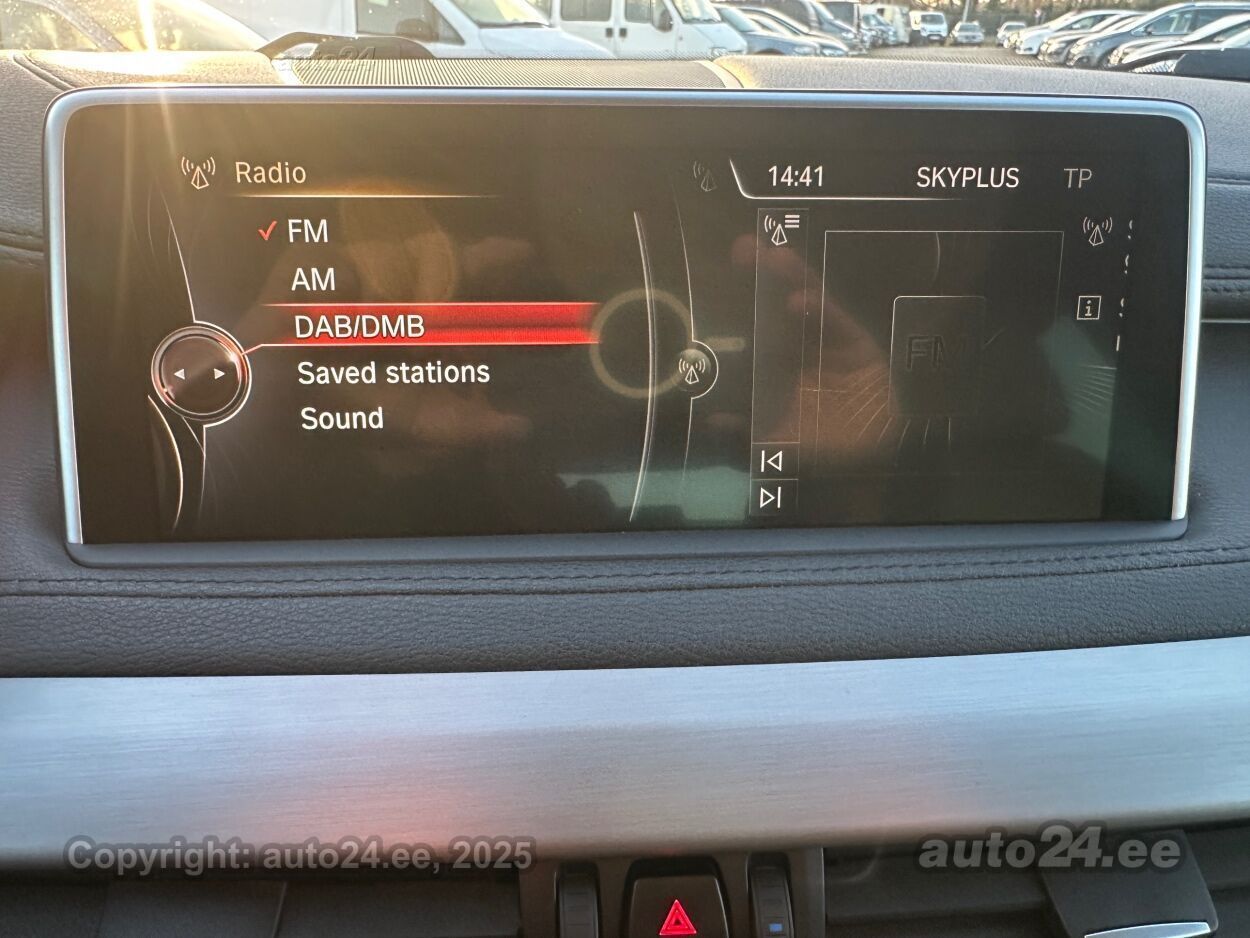 auto24
Radio
14:41 SKYPLUS TP
FM
AM
DAB/DMB
Saved stations
Sound
FM
Copyright: auto24.ee, 2025
auto24.ee